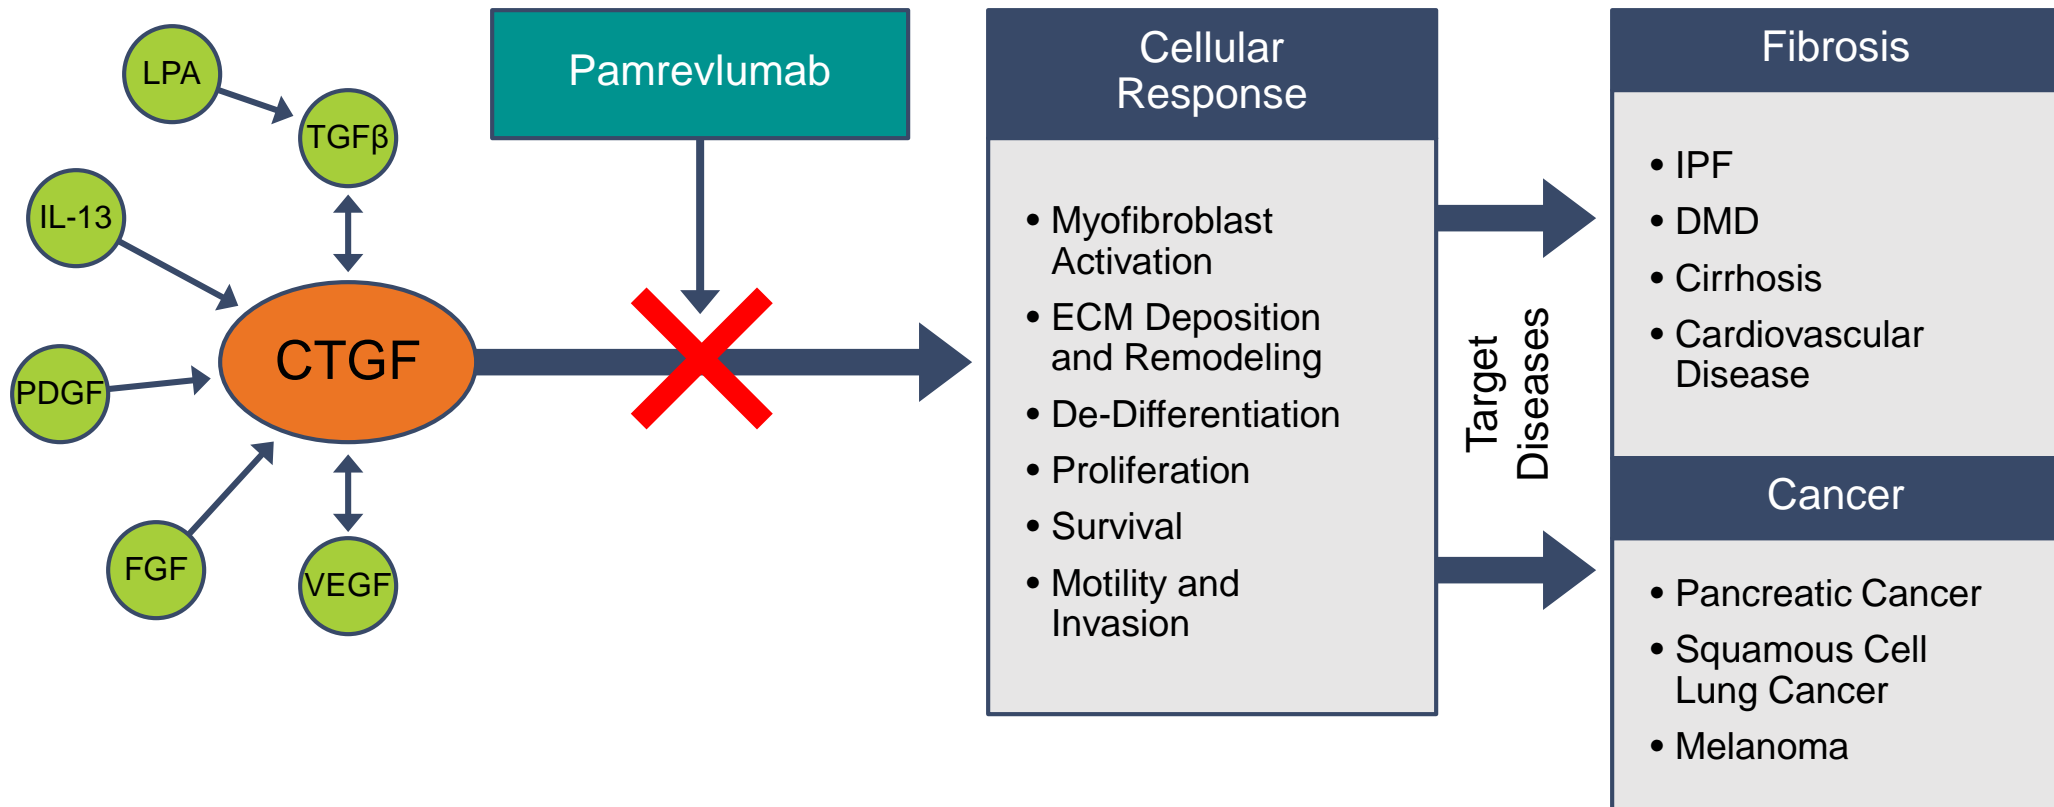 LPA
TGFβ
IL-13
PDGF
FGF
VEGF
CTGF
Pamrevlumab
Cellular
Response
• Myofibroblast
Activation
• ECM Deposition
and Remodeling
• De-Differentiation
• Proliferation
• Survival
• Motility and
Invasion
Target
Diseases
Fibrosis
• IPF
• DMD
• Cirrhosis
• Cardiovascular
Disease
Cancer
• Pancreatic Cancer
• Squamous Cell
Lung Cancer
• Melanoma